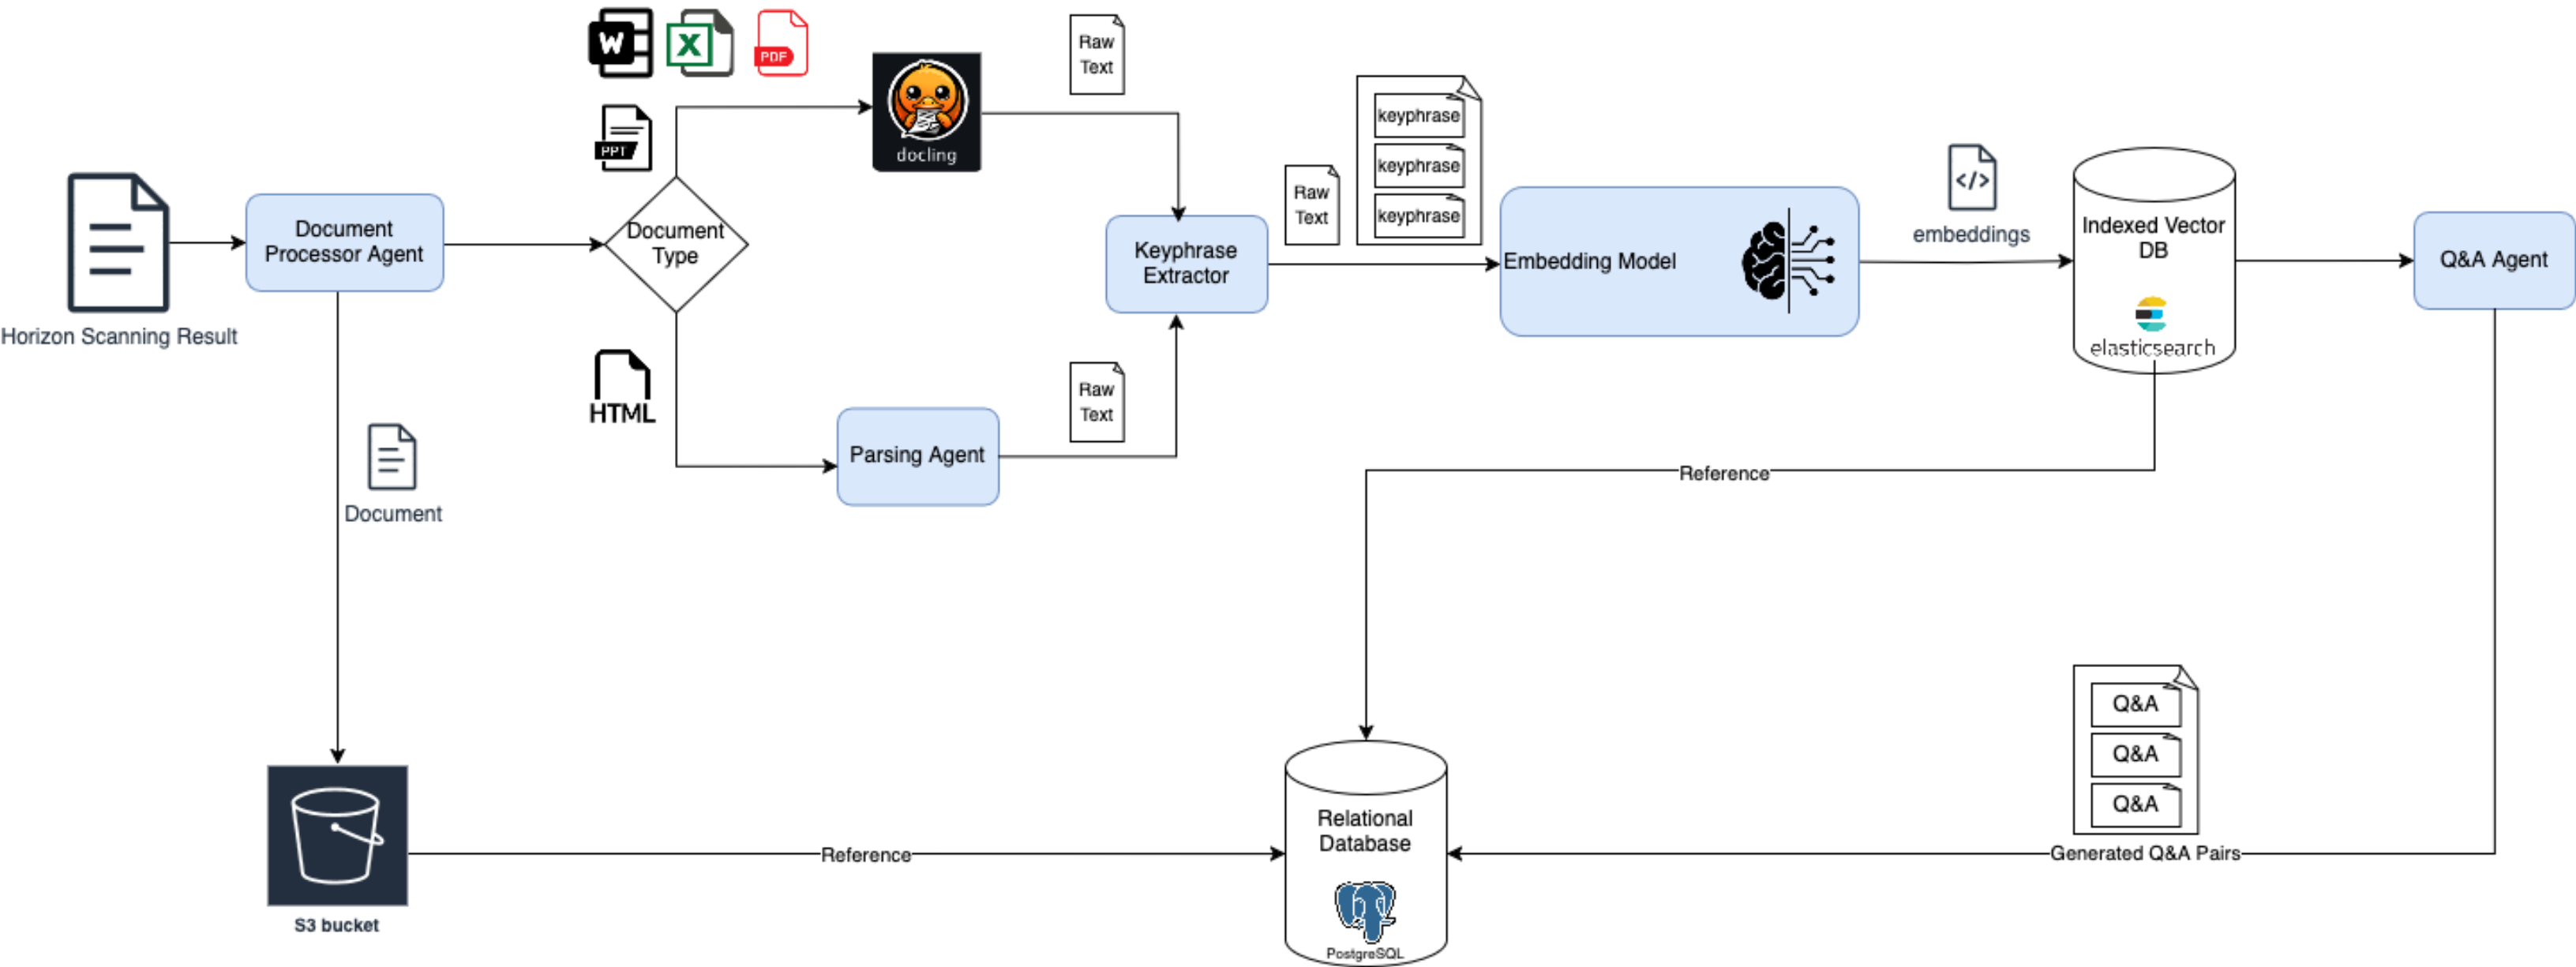 W
X
PDF
PPT
docling
Raw
Text
keyphrase
keyphrase
keyphrase
Raw
Text
Horizon Scanning Result
Document
Processor Agent
Document
Type
Keyphrase
Extractor
Embedding Model
</>
embeddings
Indexed Vector
DB
elasticsearch
Q&A Agent
HTML
Parsing Agent
Raw
Text
Document
Reference
Q&A
Q&A
Q&A
Generated Q&A Pairs
S3 bucket
Reference
Relational
Database
PostgreSQL